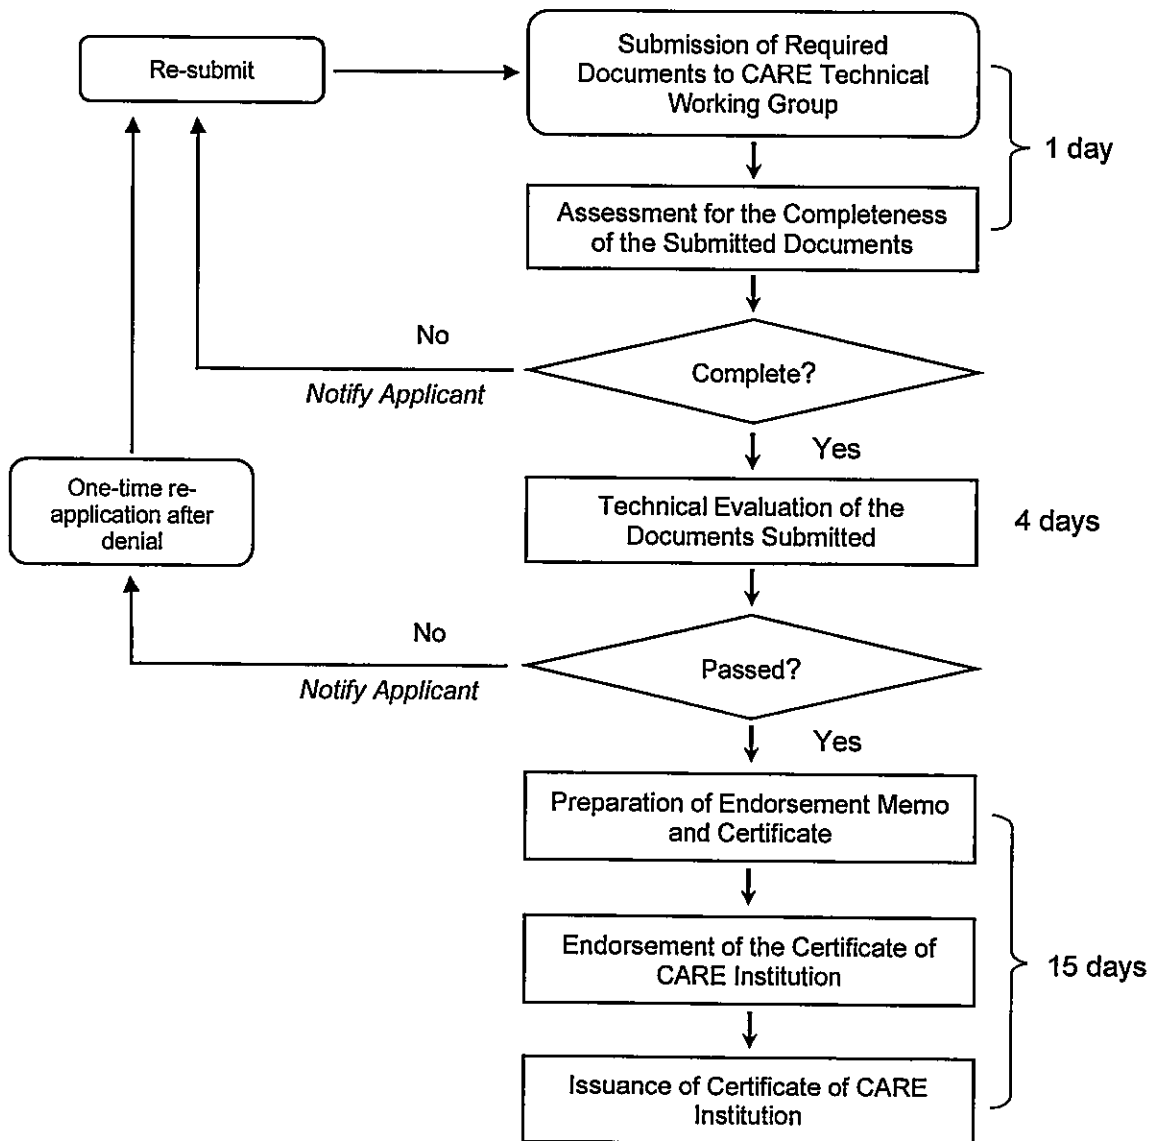 Re-submit
Submission of Required
Documents to CARE Technical
Working Group
1 day
Assessment for the Completeness
of the Submitted Documents
No
Complete?
Notify Applicant
Yes
One-time re-
application after
denial
Technical Evaluation of the
Documents Submitted
4 days
No
Passed?
Notify Applicant
Yes
Preparation of Endorsement Memo
and Certificate
Endorsement of the Certificate of
CARE Institution
15 days
Issuance of Certificate of CARE
Institution